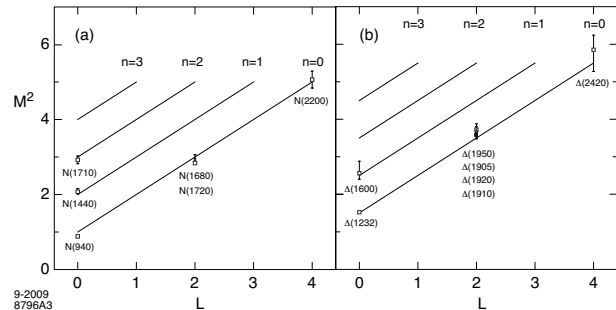 (a)
n=3 n=2 n=1 n=0
N(2200)
N(1710)
N(1680)
N(1720)
N(1440)
N(940)
M²
6
4
2
0
0 1 2 3 4
L
(b)
n=3 n=2 n=1 n=0
Δ(2420)
Δ(1950)
Δ(1905)
Δ(1920)
Δ(1910)
Δ(1600)
Δ(1232)
0 1 2 3 4
L
9-2009
8796A3